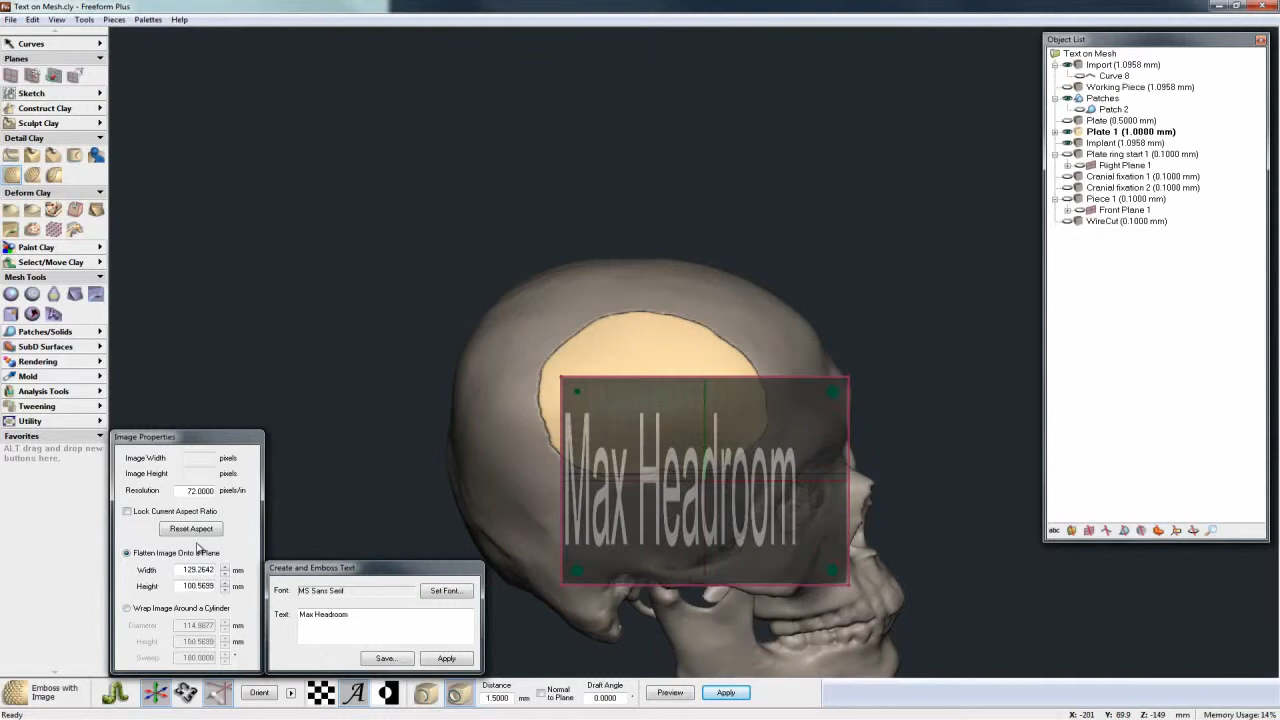 Text on Mesh.cly - Freeform Plus
File Edit View Tools Pieces Palettes Help
Curves
Planes
Sketch
Construct Clay
Sculpt Clay
Detail Clay
Deform Clay
Paint Clay
Select/Move Clay
Mesh Tools
Patches/Solids
SubD Surfaces
Rendering
Mold
Analysis Tools
Tweening
Utility
Favorites
ALT drag and drop new
buttons here.
Object List
Text on Mesh
Import (1.0958 mm)
Curve 8
Working Piece (1.0958 mm)
Patches
Patch 2
Plate (0.5000 mm)
Plate 1 (1.0000 mm)
Implant (1.0958 mm)
Plate ring start 1 (0.1000 mm)
Right Plane 1
Cranial fixation 1 (0.1000 mm)
Cranial fixation 2 (0.1000 mm)
Piece 1 (0.1000 mm)
Front Plane 1
WireCut (0.1000 mm)
abc
Max Headroom
Image Properties
Image Width pixels
Image Height pixels
Resolution 72.0000 pixels/in
Lock Current Aspect Ratio
Reset Aspect
Flatten Image Onto a Plane
Width 129.2642 mm
Height 100.5699 mm
Wrap Image Around a Cylinder
Diameter 114.9877 mm
Height 100.5699 mm
Sweep 180.0000 °
Create and Emboss Text
Font: MS Sans Serif Set Font...
Text: Max Headroom
Save... Apply
Emboss with
Image
Orient
A
Distance
1.5000 mm
Normal
to Plane
Draft Angle
0.0000 °
Preview
Apply
Ready
X: -201 Y: 69.9 Z: -149 mm Memory Usage: 14%